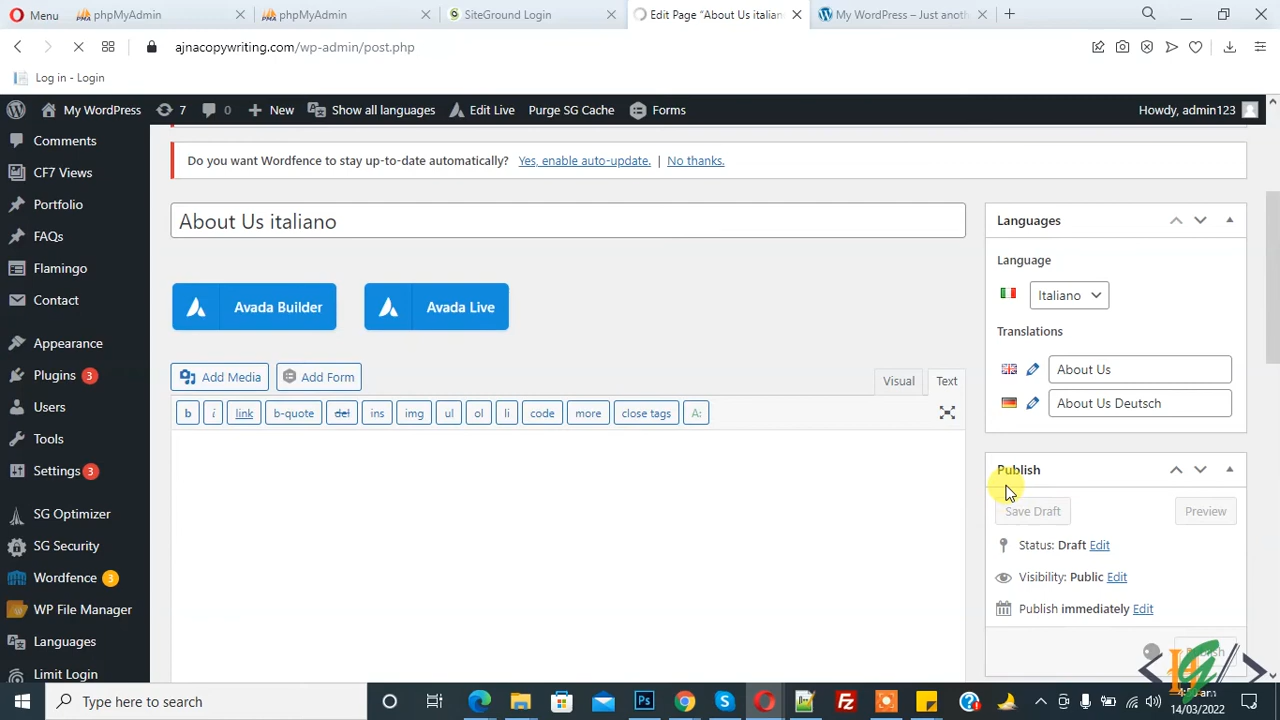 Menu
phpMyAdmin
phpMyAdmin
SiteGround Login
Edit Page "About Us italian
My WordPress – Just anoth
ajnacopywriting.com/wp-admin/post.php
Log in - Login
My WordPress
7
0
New
Show all languages
Edit Live
Purge SG Cache
Forms
Howdy, admin123
Comments
CF7 Views
Portfolio
FAQs
Flamingo
Contact
Appearance
Plugins 3
Users
Tools
Settings 3
SG Optimizer
SG Security
Wordfence 3
WP File Manager
Languages
Limit Login
Do you want Wordfence to stay up-to-date automatically? Yes, enable auto-update. | No thanks.
About Us italiano
Avada Builder
Avada Live
Add Media
Add Form
Visual
Text
b
i
link
b-quote
del
ins
img
ul
ol
li
code
more
close tags
A:
Languages
Language
Italiano
Translations
About Us
About Us Deutsch
Publish
Save Draft
Preview
Status: Draft Edit
Visibility: Public Edit
Publish immediately Edit
Type here to search
Ps
14/03/2022